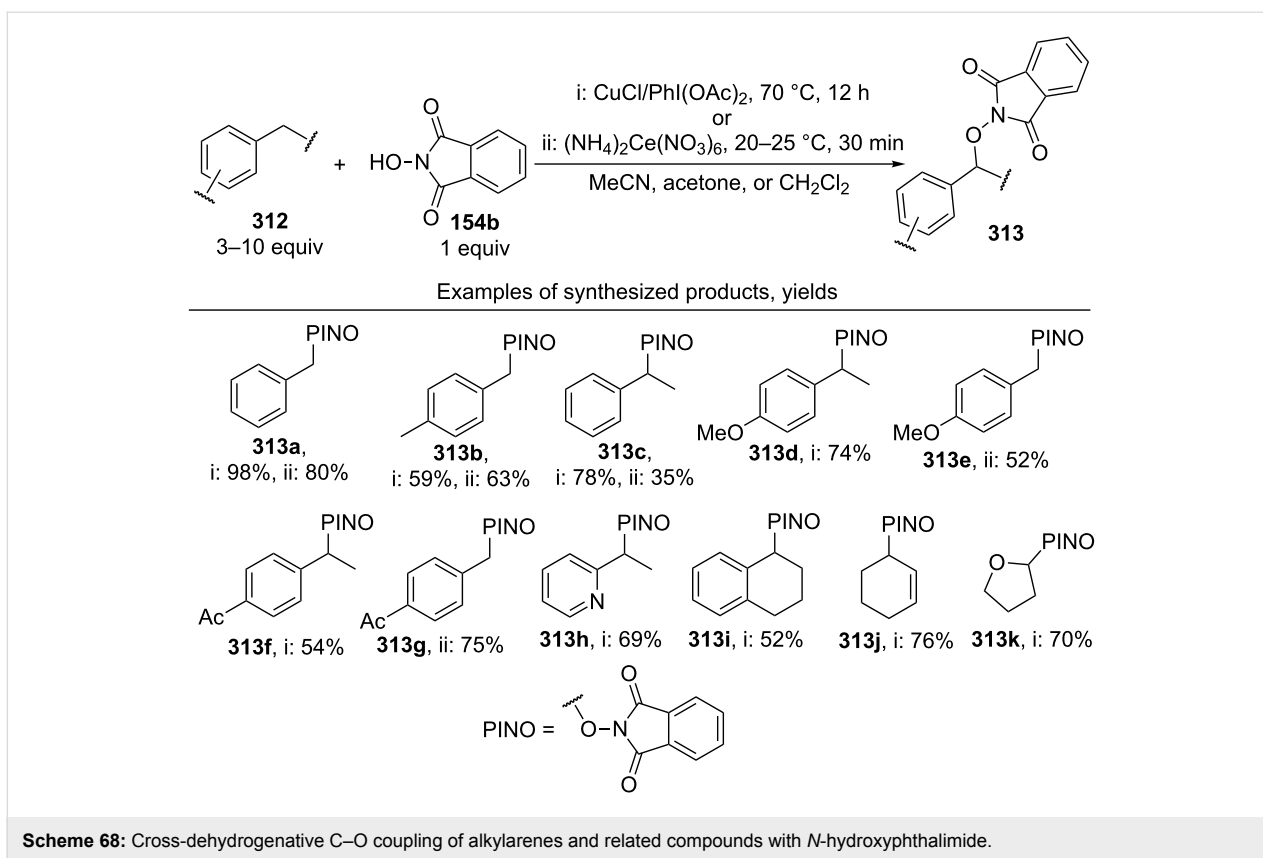 i: CuCl/PhI(OAc)2, 70 °C, 12 h
or
ii: (NH4)2Ce(NO3)6, 20–25 °C, 30 min
MeCN, acetone, or CH2Cl2
+
O
HO N
O
O
N
O
O
312
3–10 equiv
154b
1 equiv
313
Examples of synthesized products, yields
PINO
PINO
PINO
PINO
PINO
MeO
MeO
313a,
i: 98%, ii: 80%
313b,
i: 59%, ii: 63%
313c,
i: 78%, ii: 35%
313d, i: 74%
313e, ii: 52%
PINO
PINO
PINO
PINO
PINO
PINO
Ac
Ac
N
O
313f, i: 54%
313g, ii: 75%
313h, i: 69%
313i, i: 52%
313j, i: 76%
313k, i: 70%
O
PINO = O N
O
Scheme 68: Cross-dehydrogenative C–O coupling of alkylarenes and related compounds with N-hydroxyphthalimide.